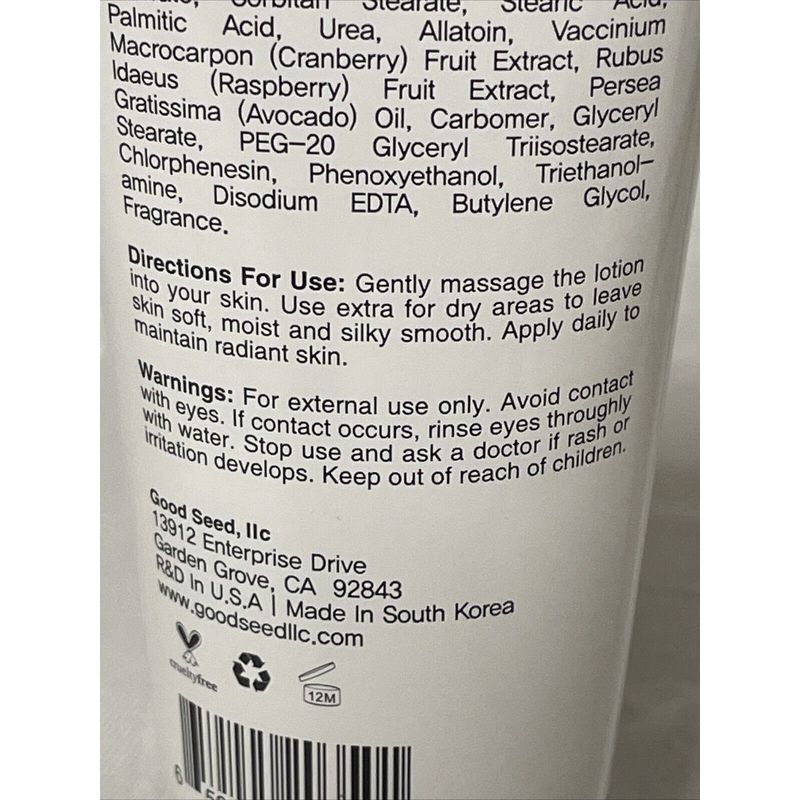 Sorbitan Stearate, Stearic Acid,
Palmitic Acid, Urea, Allatoin, Vaccinium
Macrocarpon (Cranberry) Fruit Extract, Rubus
Idaeus (Raspberry) Fruit Extract, Persea
Gratissima (Avocado) Oil, Carbomer, Glyceryl
Stearate, PEG-20 Glyceryl Triisostearate,
Chlorphenesin, Phenoxyethanol, Triethanol-
amine, Disodium EDTA, Butylene Glycol,
Fragrance.
Directions For Use: Gently massage the lotion
into your skin. Use extra for dry areas to leave
skin soft, moist and silky smooth. Apply daily to
maintain radiant skin.
Warnings: For external use only. Avoid contact
with eyes. If contact occurs, rinse eyes throughly
with water. Stop use and ask a doctor if rash or
irritation develops. Keep out of reach of children.
Good Seed, llc
13912 Enterprise Drive
Garden Grove, CA 92843
R&D In U.S.A | Made In South Korea
www.goodseedllc.com
crueltyfree
12M
6